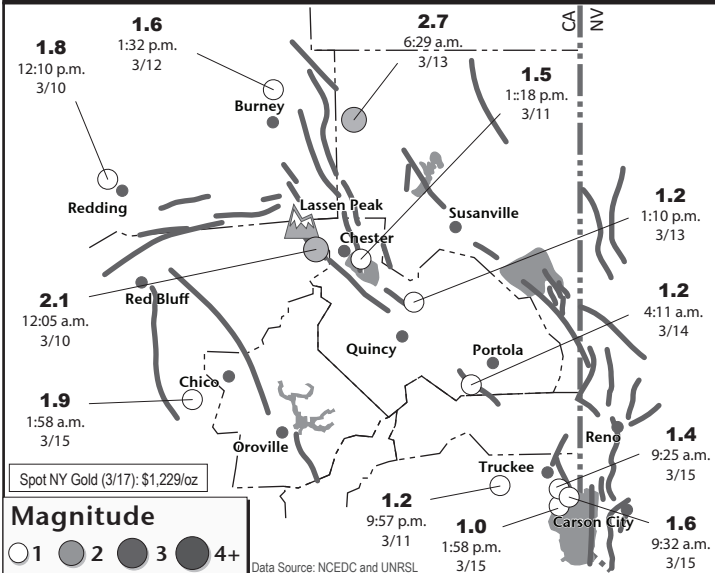 CA
NV
1.6
1:32 p.m.
3/12
2.7
6:29 a.m.
3/13
1.8
12:10 p.m.
3/10
1.5
1::18 p.m.
3/11
Burney
Redding
Lassen Peak
Susanville
Chester
1.2
1:10 p.m.
3/13
2.1
12:05 a.m.
3/10
Red Bluff
1.2
4:11 a.m.
3/14
Quincy
Portola
1.9
1:58 a.m.
3/15
Chico
Oroville
Reno
1.4
9:25 a.m.
3/15
Truckee
Spot NY Gold (3/17): $1,229/oz
1.2
9:57 p.m.
3/11
1.0
1:58 p.m.
3/15
Carson City
1.6
9:32 a.m.
3/15
Magnitude
1 2 3 4+
Data Source: NCEDC and UNRSL